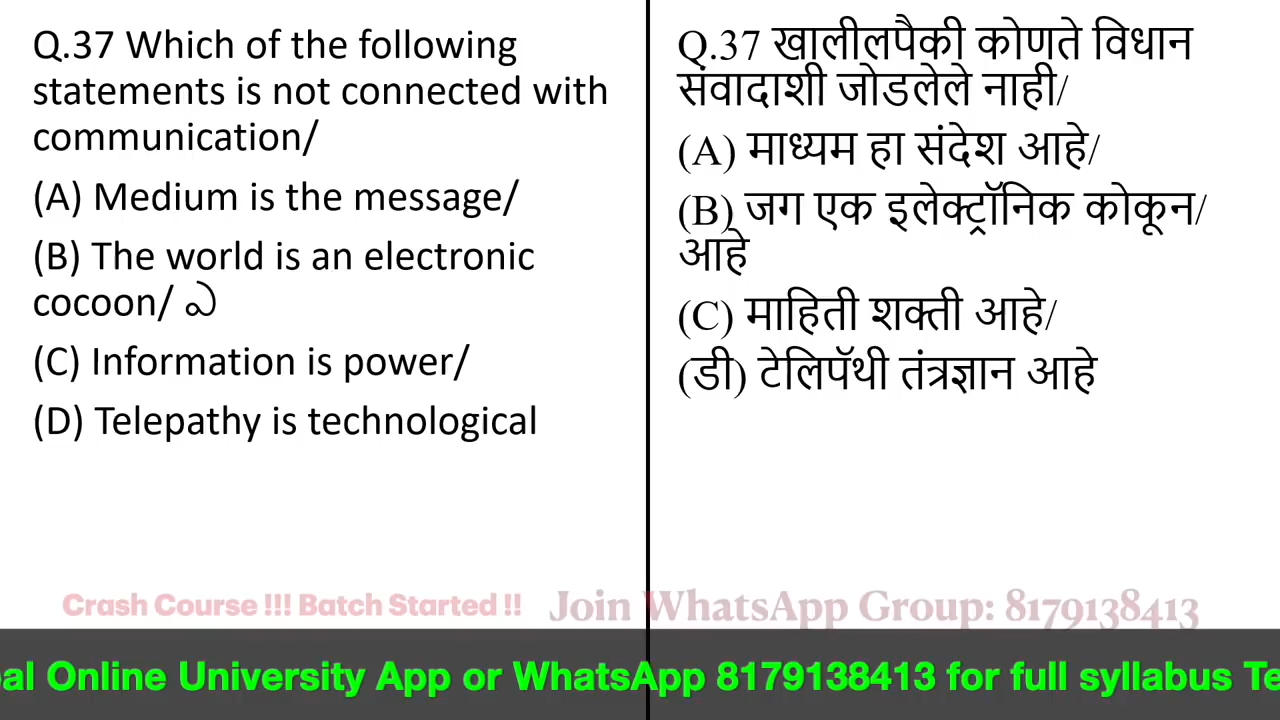 Q.37 Which of the following
statements is not connected with
communication/
(A) Medium is the message/
(B) The world is an electronic
cocoon/ ఎ
(C) Information is power/
(D) Telepathy is technological
Q.37 खालीलपैकी कोणते विधान
संवादाशी जोडलेले नाही/
(A) माध्यम हा संदेश आहे/
(B) जग एक इलेक्ट्रॉनिक कोकून/
आहे
(C) माहिती शक्ती आहे/
(डी) टेलिपॅथी तंत्रज्ञान आहे
Crash Course !!! Batch Started !!
Join WhatsApp Group: 8179138413
al Online University App or WhatsApp 8179138413 for full syllabus Te